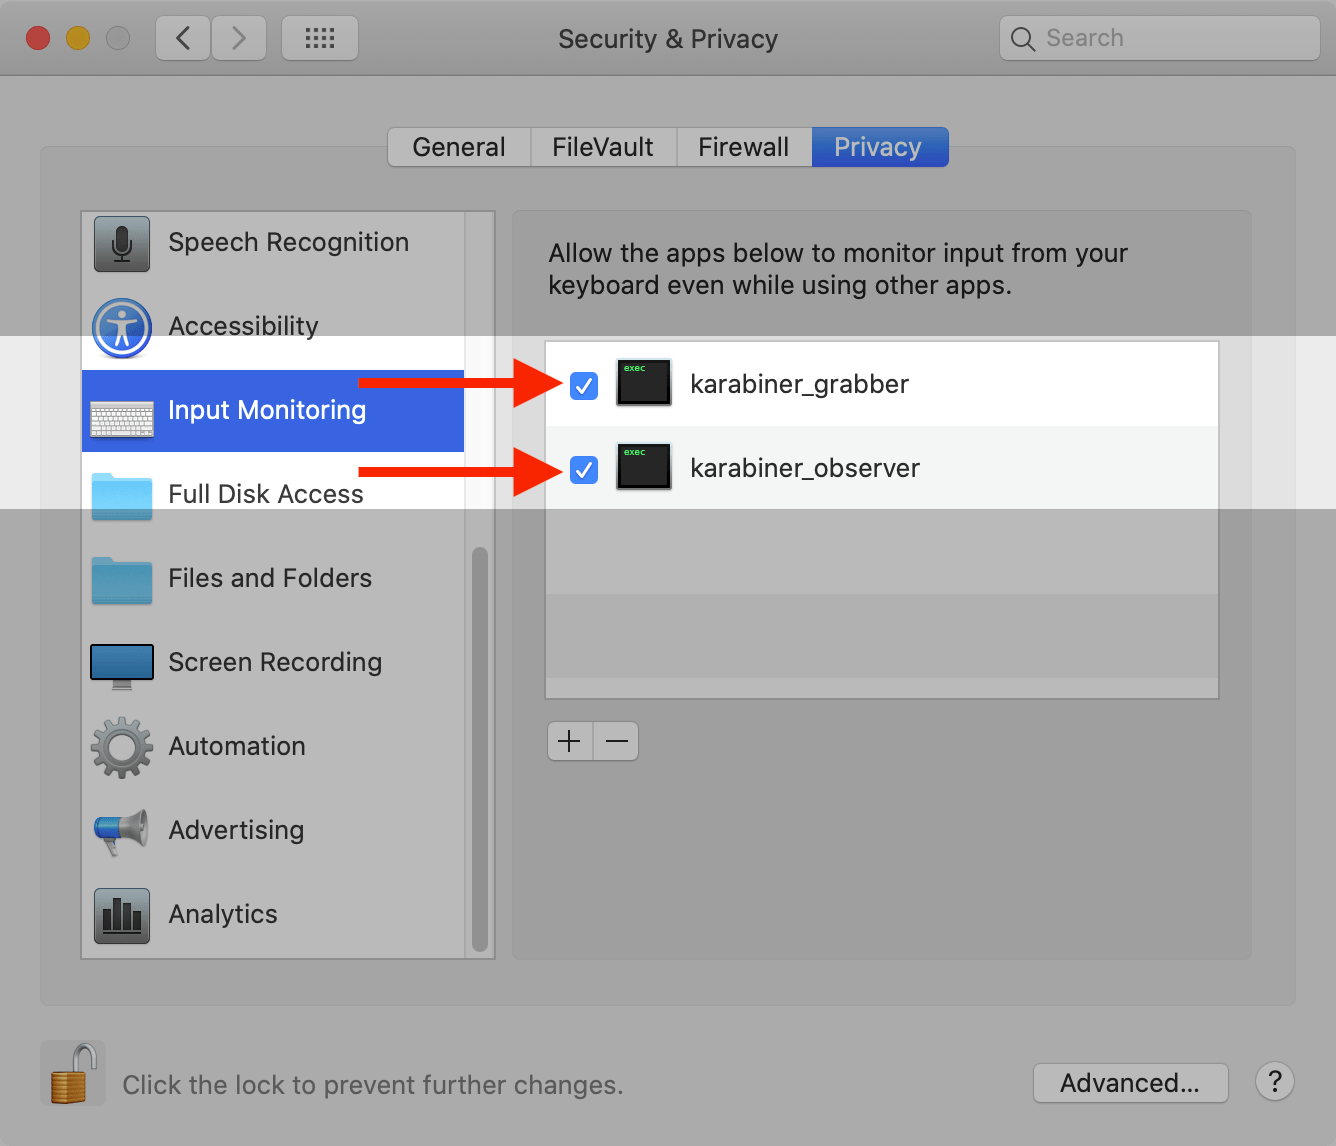 Security & Privacy
Search
General
FileVault
Firewall
Privacy
Speech Recognition
Accessibility
Input Monitoring
Full Disk Access
Files and Folders
Screen Recording
Automation
Advertising
Analytics
Allow the apps below to monitor input from your
keyboard even while using other apps.
exec
karabiner_grabber
exec
karabiner_observer
Click the lock to prevent further changes.
Advanced...
?